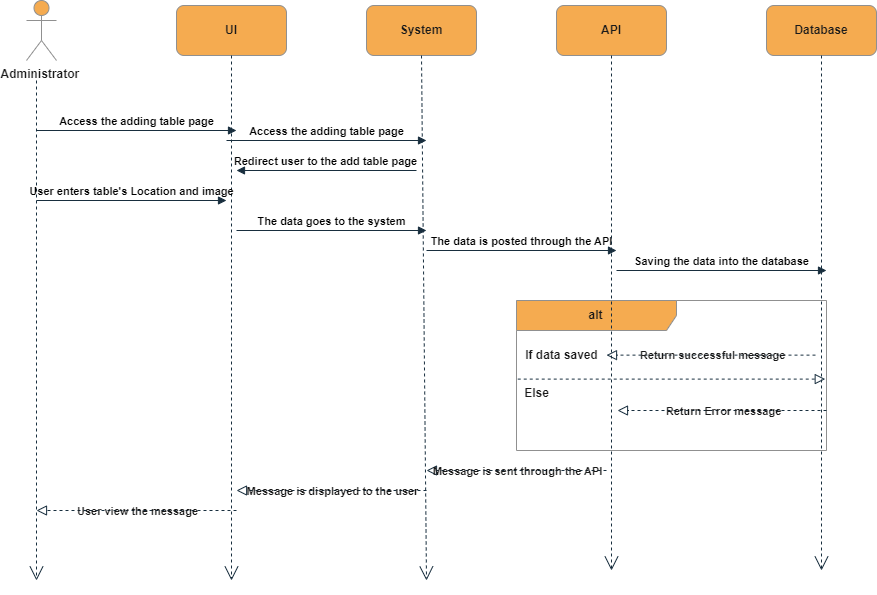 UI
System
API
Database
Administrator
Access the adding table page
Access the adding table page
Redirect user to the add table page
User enters table's Location and image
The data goes to the system
The data is posted through the API
Saving the data into the database
alt
If data saved
Return successful message
Else
Return Error message
Message is sent through the API
Message is displayed to the user
User view the message